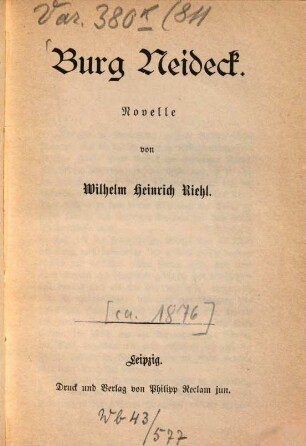 Var. 380 k (811
Burg Neideck.
Novelle
von
Wilhelm Heinrich Riehl.
[ca. 1876]
Leipzig.
Druck und Verlag von Philipp Reclam jun.
Wb 43/
577